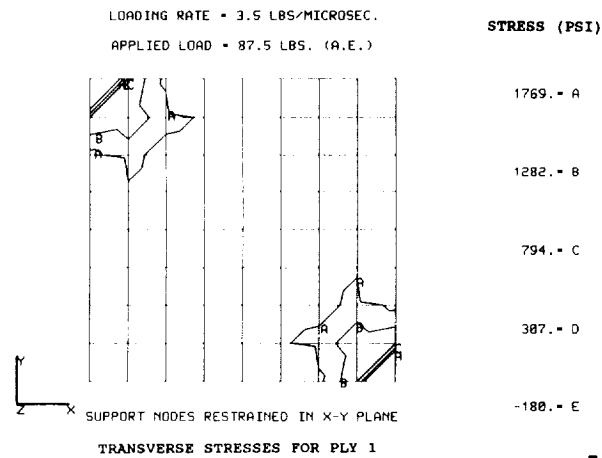 LOADING RATE = 3.5 LBS/MICROSEC.
APPLIED LOAD = 87.5 LBS. (A.E.)
STRESS (PSI)
1769.= A
1282.= B
794.= C
307.= D
-180.= E
A
B
A
A
A
B
C
A
B
Y
Z X
SUPPORT NODES RESTRAINED IN X-Y PLANE
TRANSVERSE STRESSES FOR PLY 1